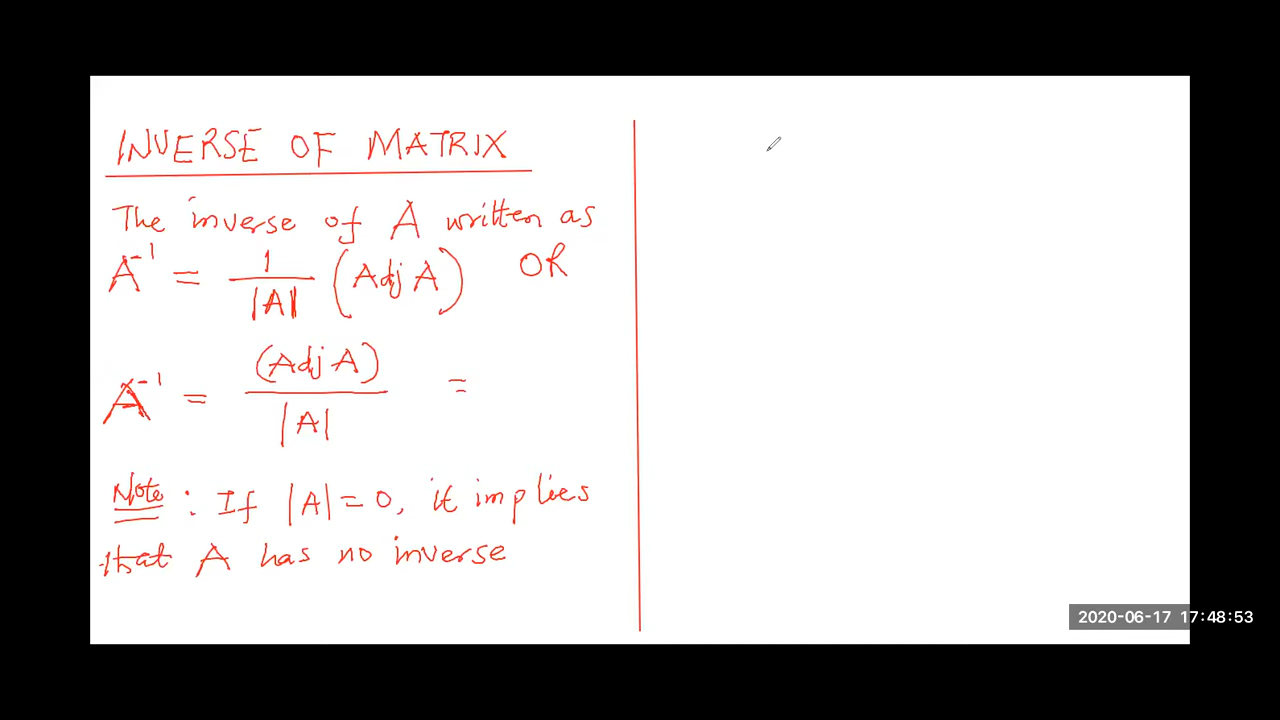 INVERSE OF MATRIX
The inverse of A written as
A⁻¹ = 1/|A| (Adj A) OR
A⁻¹ = (Adj A)/|A| =
Note : If |A| = 0, it implies
that A has no inverse
2020-06-17 17:48:53